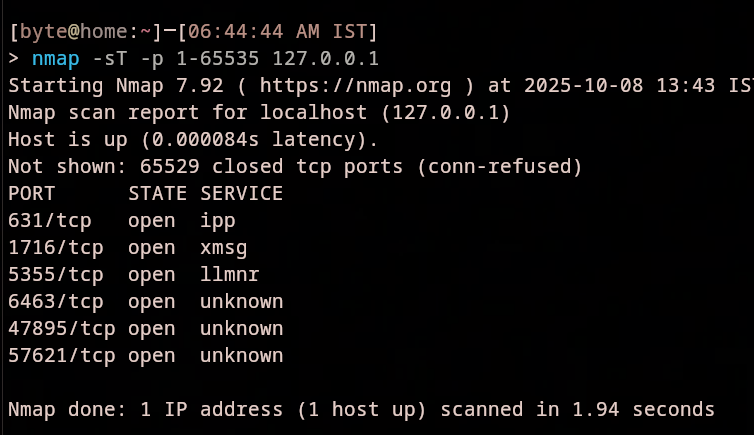 [byte@home:~]─[06:44:44 AM IST]
> nmap -sT -p 1-65535 127.0.0.1
Starting Nmap 7.92 ( https://nmap.org ) at 2025-10-08 13:43 IS
Nmap scan report for localhost (127.0.0.1)
Host is up (0.000084s latency).
Not shown: 65529 closed tcp ports (conn-refused)
PORT      STATE SERVICE
631/tcp   open  ipp
1716/tcp  open  xmsg
5355/tcp  open  llmnr
6463/tcp  open  unknown
47895/tcp open  unknown
57621/tcp open  unknown
Nmap done: 1 IP address (1 host up) scanned in 1.94 seconds